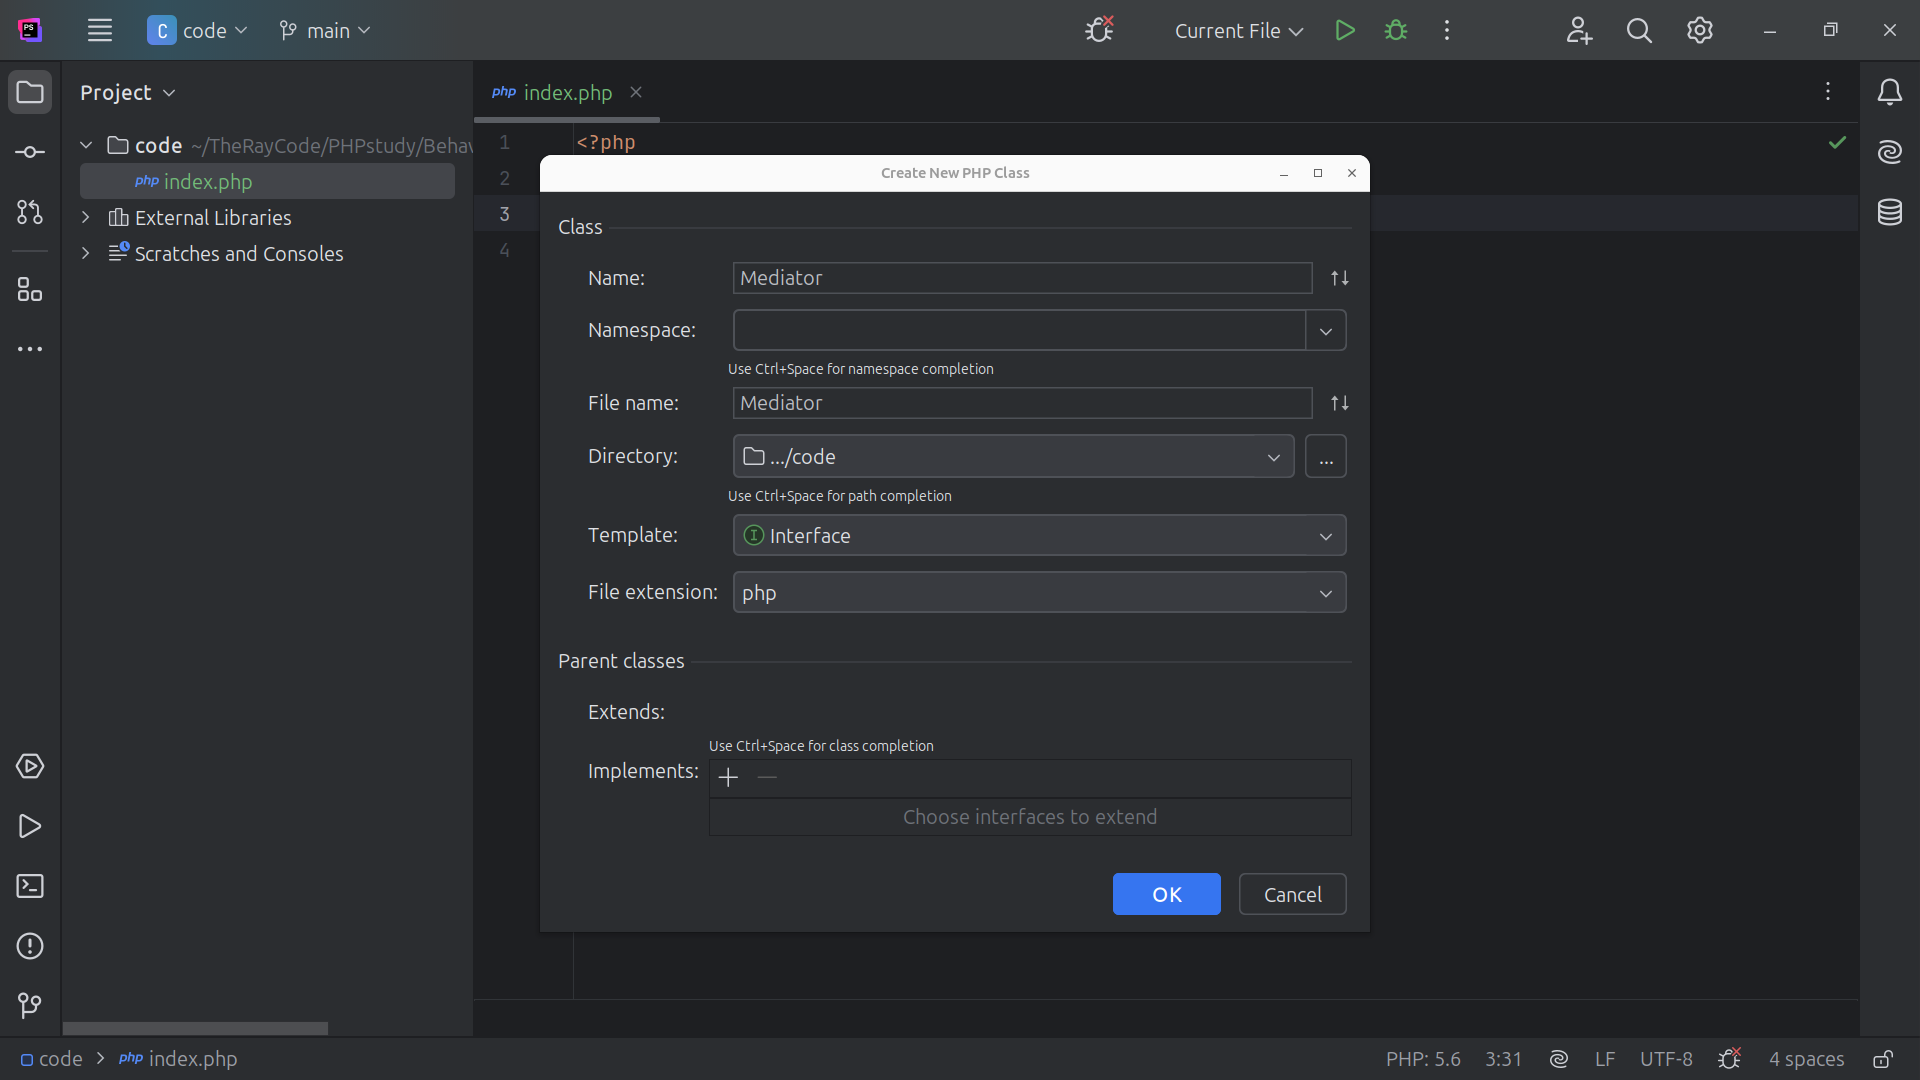 PS
C code main Current File
Project
php index.php
code ~/TheRayCode/PHPstudy/Behav
php index.php
External Libraries
Scratches and Consoles
1 <?php
2
3
4
Create New PHP Class
Class
Name: Mediator
Namespace:
Use Ctrl+Space for namespace completion
File name: Mediator
Directory: .../code ...
Use Ctrl+Space for path completion
Template: I Interface
File extension: php
Parent classes
Extends:
Use Ctrl+Space for class completion
Implements:
Choose interfaces to extend
OK Cancel
code > php index.php PHP: 5.6 3:31 LF UTF-8 4 spaces